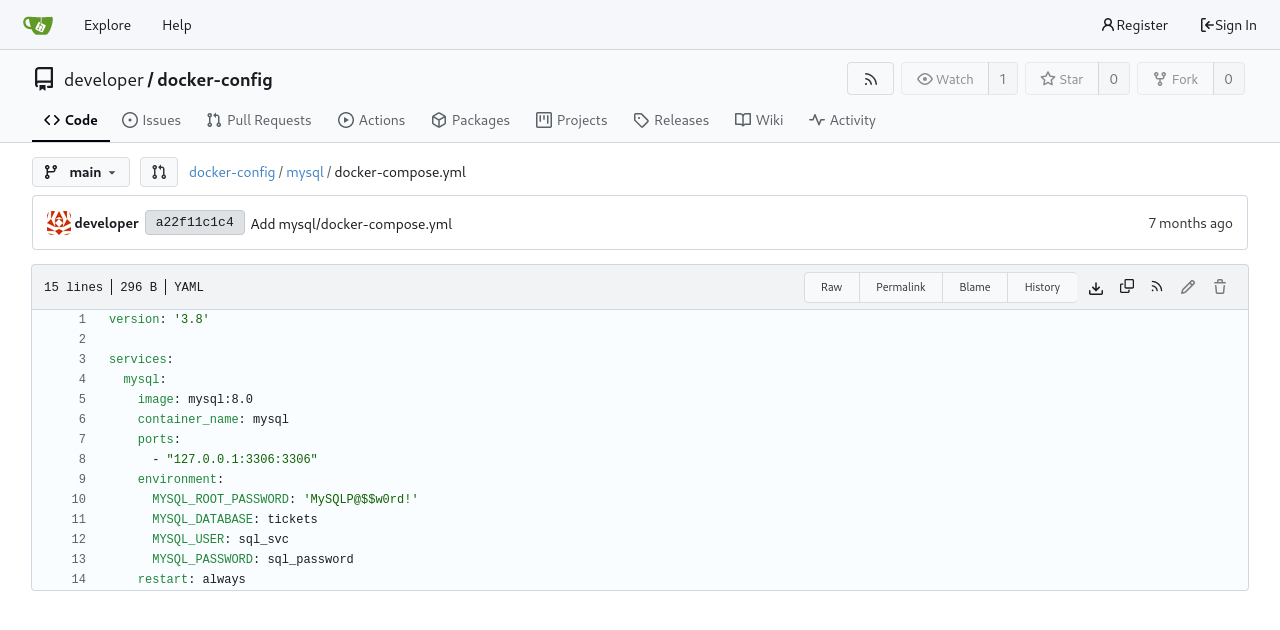 Explore Help Register Sign In
developer / docker-config Watch 1 Star 0 Fork 0
Code Issues Pull Requests Actions Packages Projects Releases Wiki Activity
main docker-config / mysql / docker-compose.yml
developer a22f11c1c4 Add mysql/docker-compose.yml 7 months ago
15 lines 296 B YAML Raw Permalink Blame History
1 version: '3.8'
2
3 services:
4   mysql:
5     image: mysql:8.0
6     container_name: mysql
7     ports:
8       - "127.0.0.1:3306:3306"
9     environment:
10       MYSQL_ROOT_PASSWORD: 'MySQLP@$$w0rd!'
11       MYSQL_DATABASE: tickets
12       MYSQL_USER: sql_svc
13       MYSQL_PASSWORD: sql_password
14     restart: always